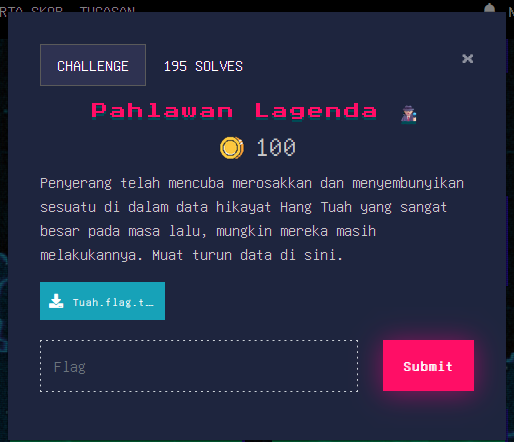 RTA SKOR TUGASAN
CHALLENGE
195 SOLVES
×
Pahlawan Lagenda
100
Penyerang telah mencuba merosakkan dan menyembunyikan
sesuatu di dalam data hikayat Hang Tuah yang sangat
besar pada masa lalu, mungkin mereka masih
melakukannya. Muat turun data di sini.
Tuah.flag.t…
Flag
Submit